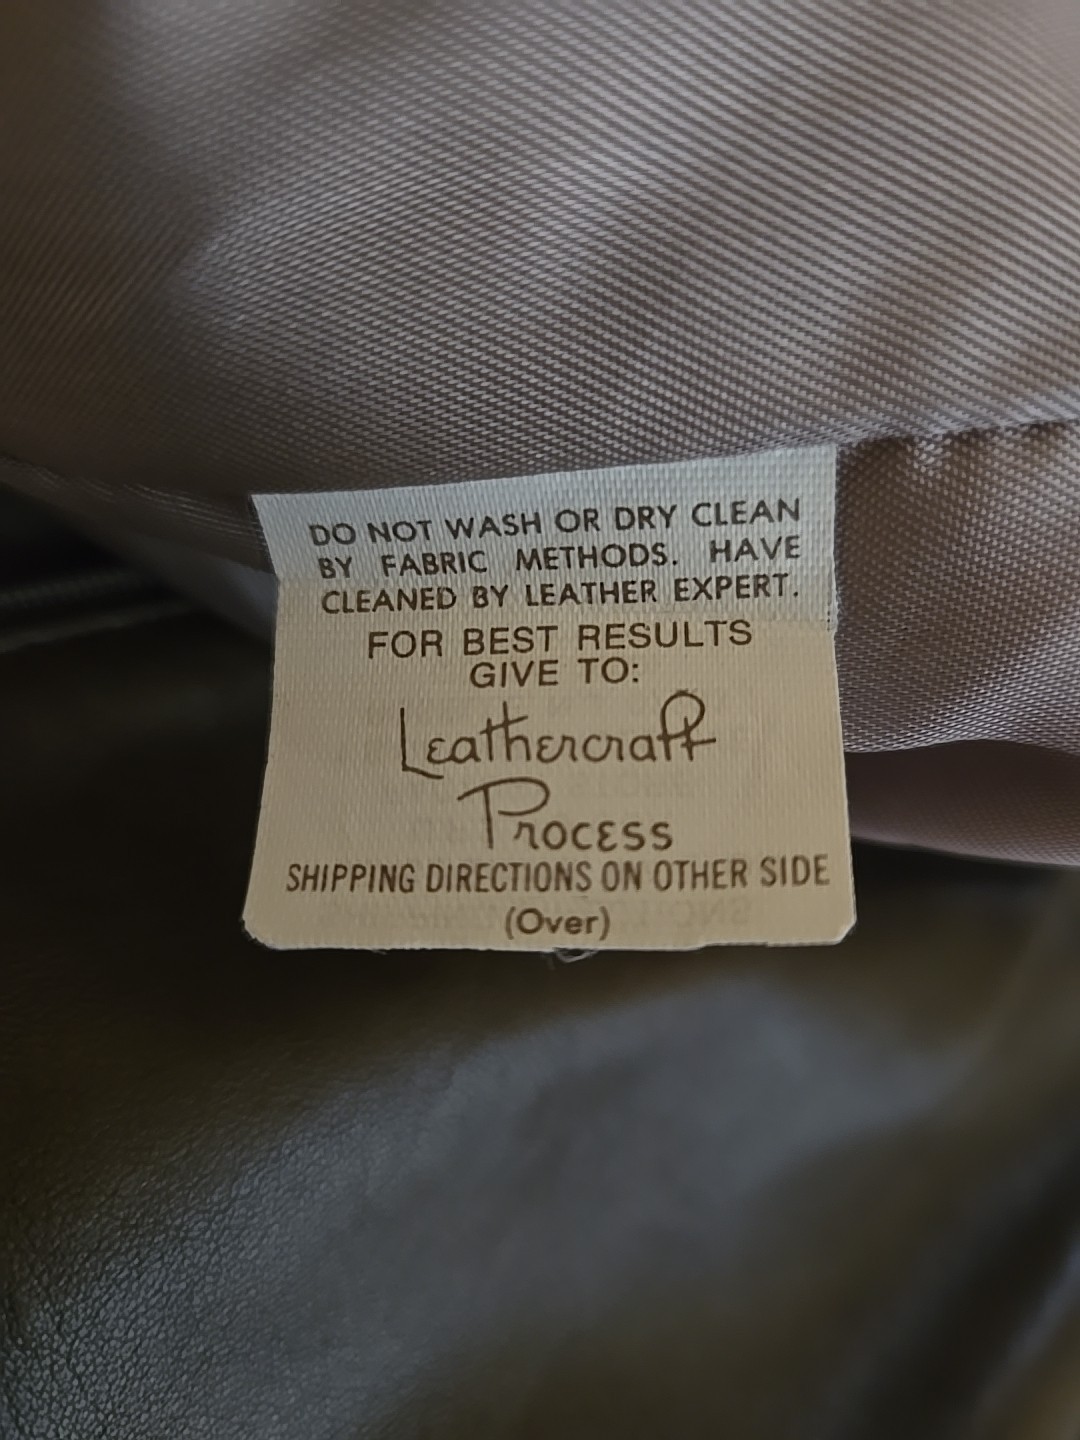 DO NOT WASH OR DRY CLEAN
BY FABRIC METHODS. HAVE
CLEANED BY LEATHER EXPERT.
FOR BEST RESULTS
GIVE TO:
Leathercraft
Process
SHIPPING DIRECTIONS ON OTHER SIDE
(Over)